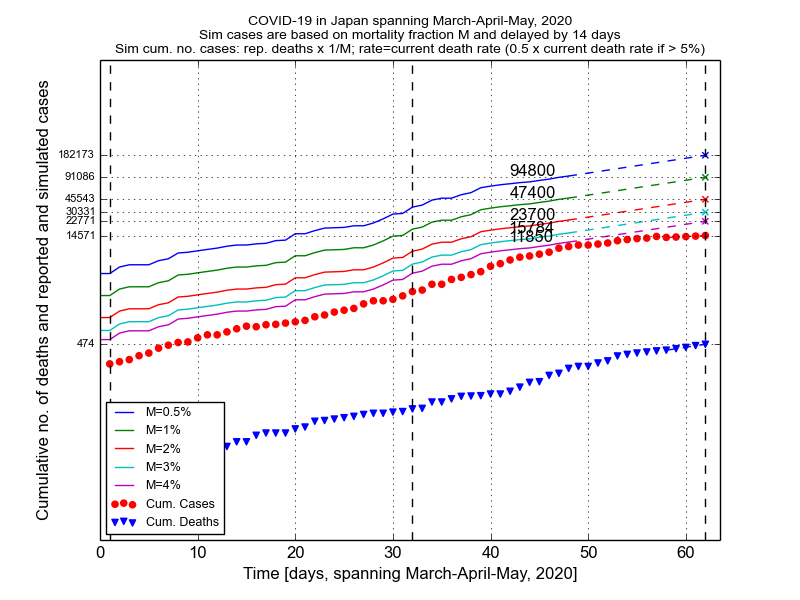 COVID-19 in Japan spanning March-April-May, 2020
Sim cases are based on mortality fraction M and delayed by 14 days
Sim cum. no. cases: rep. deaths x 1/M; rate=current death rate (0.5 x current death rate if > 5%)
Cumulative no. of deaths and reported and simulated cases
182173
91086
45543
30331
22771
14571
474
94800
47400
23700
15784
11850
M=0.5%
M=1%
M=2%
M=3%
M=4%
Cum. Cases
Cum. Deaths
0 10 20 30 40 50 60
Time [days, spanning March-April-May, 2020]